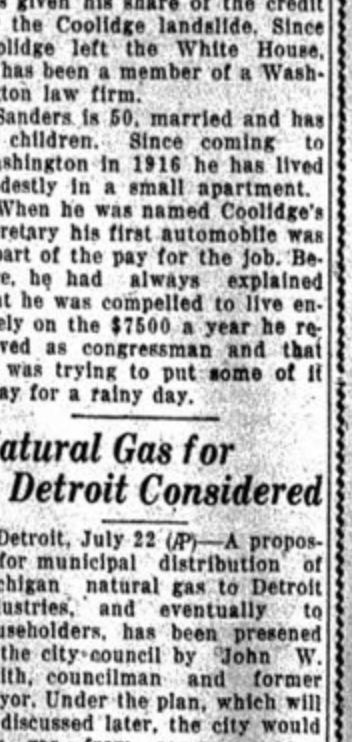 s given his share of the credit
the Coolidge landslide. Since
olidge left the White House,
has been a member of a Wash-
ton law firm.
Sanders is 50, married and has
children. Since coming to
shington in 1916 he has lived
destly in a small apartment.
When he was named Coolidge's
retary his first automobile was
part of the pay for the job. Be-
e, he had always explained
t he was compelled to live en-
ely on the $7500 a year he re-
ved as congressman and that
was trying to put some of it
ay for a rainy day.
atural Gas for
Detroit Considered
Detroit, July 22 (AP)—A propos-
for municipal distribution of
chigan natural gas to Detroit
ustries, and eventually to
useholders, has been presened
the city council by John W.
ith, councilman and former
yor. Under the plan, which will
discussed later, the city would